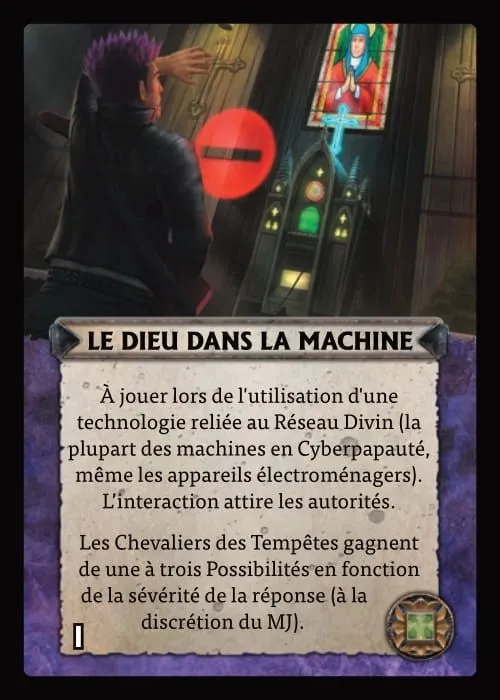 LE DIEU DANS LA MACHINE
À jouer lors de l'utilisation d'une
technologie reliée au Réseau Divin (la
plupart des machines en Cyberpapauté,
même les appareils électroménagers).
L'interaction attire les autorités.
Les Chevaliers des Tempêtes gagnent
de une à trois Possibilités en fonction
de la sévérité de la réponse (à la
discrétion du MJ).